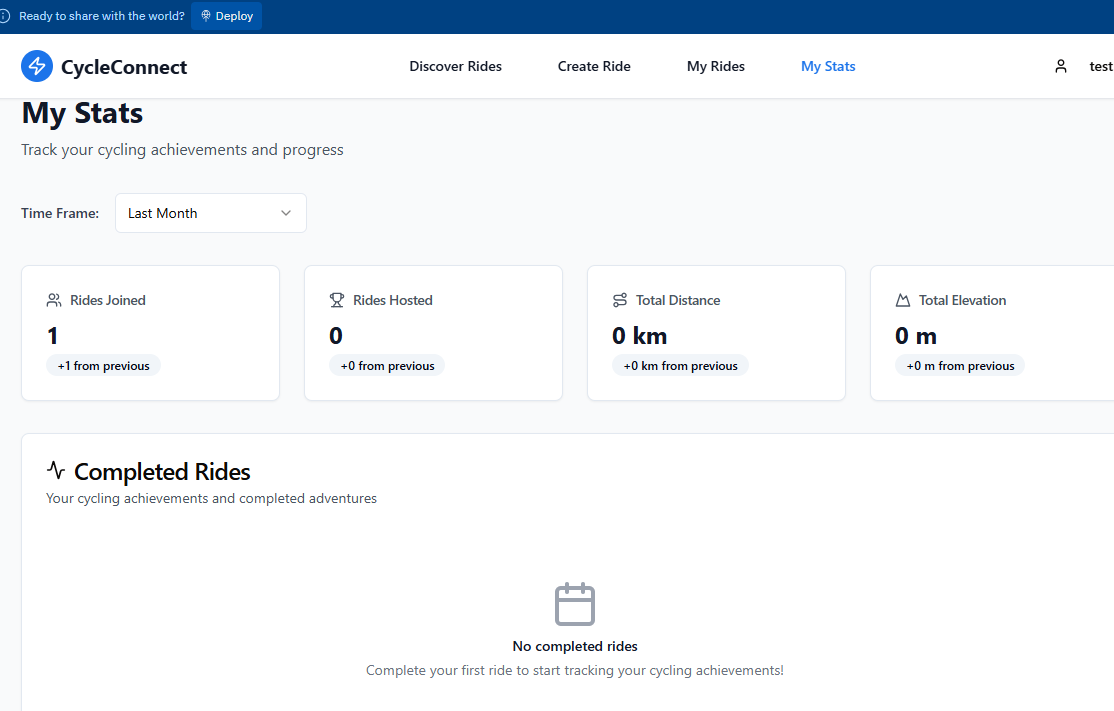 Ready to share with the world? Deploy
CycleConnect Discover Rides Create Ride My Rides My Stats test
My Stats
Track your cycling achievements and progress
Time Frame: Last Month
Rides Joined Rides Hosted Total Distance Total Elevation
1 0 0 km 0 m
+1 from previous +0 from previous +0 km from previous +0 m from previous
Completed Rides
Your cycling achievements and completed adventures
No completed rides
Complete your first ride to start tracking your cycling achievements!